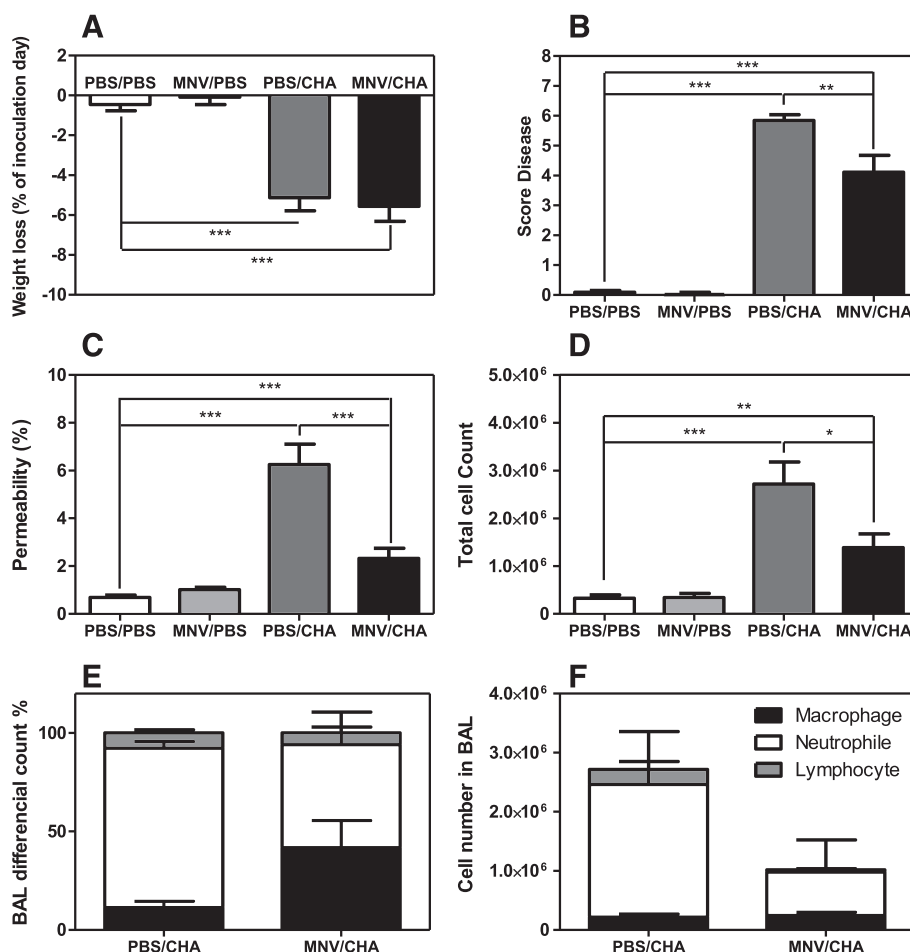 A
Weight loss (% of inoculation day)
2
0
-2
-4
-6
-8
-10
PBS/PBS MNV/PBS PBS/CHA MNV/CHA
***
***
B
Score Disease
8
7
6
5
4
3
2
1
0
***
*** **
PBS/PBS MNV/PBS PBS/CHA MNV/CHA
C
Permeability (%)
10
8
6
4
2
0
***
*** ***
PBS/PBS MNV/PBS PBS/CHA MNV/CHA
D
Total cell Count
5.0×10⁶
4.0×10⁶
3.0×10⁶
2.0×10⁶
1.0×10⁶
0
**
*** *
PBS/PBS MNV/PBS PBS/CHA MNV/CHA
E
BAL differencial count %
100
50
0
PBS/CHA MNV/CHA
F
Cell number in BAL
4.0×10⁶
3.0×10⁶
2.0×10⁶
1.0×10⁶
0
Macrophage
Neutrophile
Lymphocyte
PBS/CHA MNV/CHA